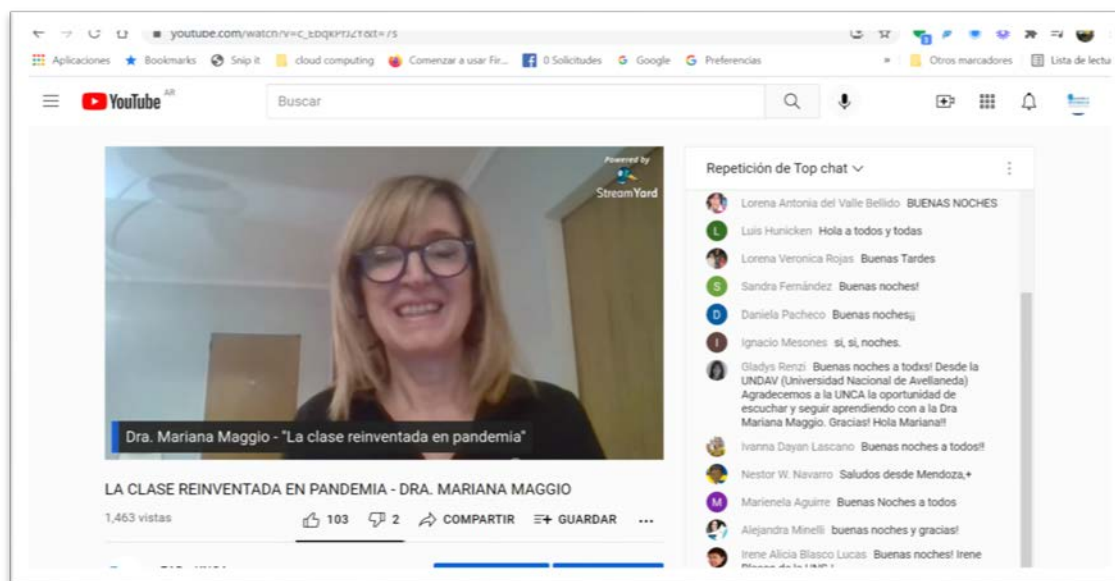 Aplicaciones Bookmarks Snip it cloud computing Comenzar a usar Fir... 0 Solicitudes Google Preferencias » Otros marcadores Lista de lectu
YouTube AR
Buscar
Powered by
StreamYard
Dra. Mariana Maggio - "La clase reinventada en pandemia"
LA CLASE REINVENTADA EN PANDEMIA - DRA. MARIANA MAGGIO
1,463 vistas
103 2 COMPARTIR GUARDAR ...
Repetición de Top chat
Lorena Antonia del Valle Bellido BUENAS NOCHES
L Luis Hunicken Hola a todos y todas
Lorena Veronica Rojas Buenas Tardes
S Sandra Fernández Buenas noches!
D Daniela Pacheco Buenas noches¡¡
I Ignacio Mesones si, si, noches.
Gladys Renzi Buenas noches a todxs! Desde la
UNDAV (Universidad Nacional de Avellaneda)
Agradecemos a la UNCA la oportunidad de
escuchar y seguir aprendiendo con a la Dra
Mariana Maggio. Gracias! Hola Mariana!!
Ivanna Dayan Lascano Buenas noches a todos!!
Nestor W. Navarro Saludos desde Mendoza,+
M Marienela Aguirre Buenas Noches a todos
Alejandra Minelli buenas noches y gracias!
Irene Alicia Blasco Lucas Buenas noches! Irene